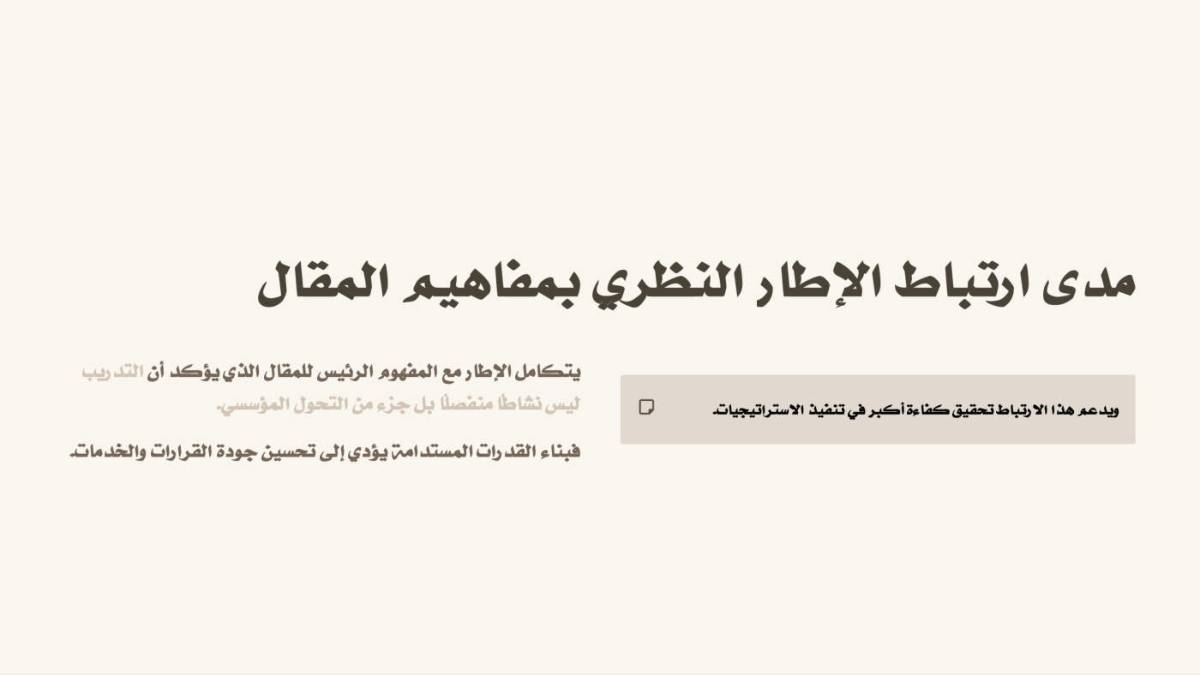 مدى ارتباط الإطار النظري بمفاهيم المقال
ويدعم هذا الارتباط تحقيق كفاءة أكبر في تنفيذ الاستراتيجيات.
يتكامل الإطار مع المفهوم الرئيس للمقال الذي يؤكد أن التدريب
ليس نشاطًا منفصلًا بل جزء من التحول المؤسسي.
فبناء القدرات المستدامة يؤدي إلى تحسين جودة القرارات والخدمات.